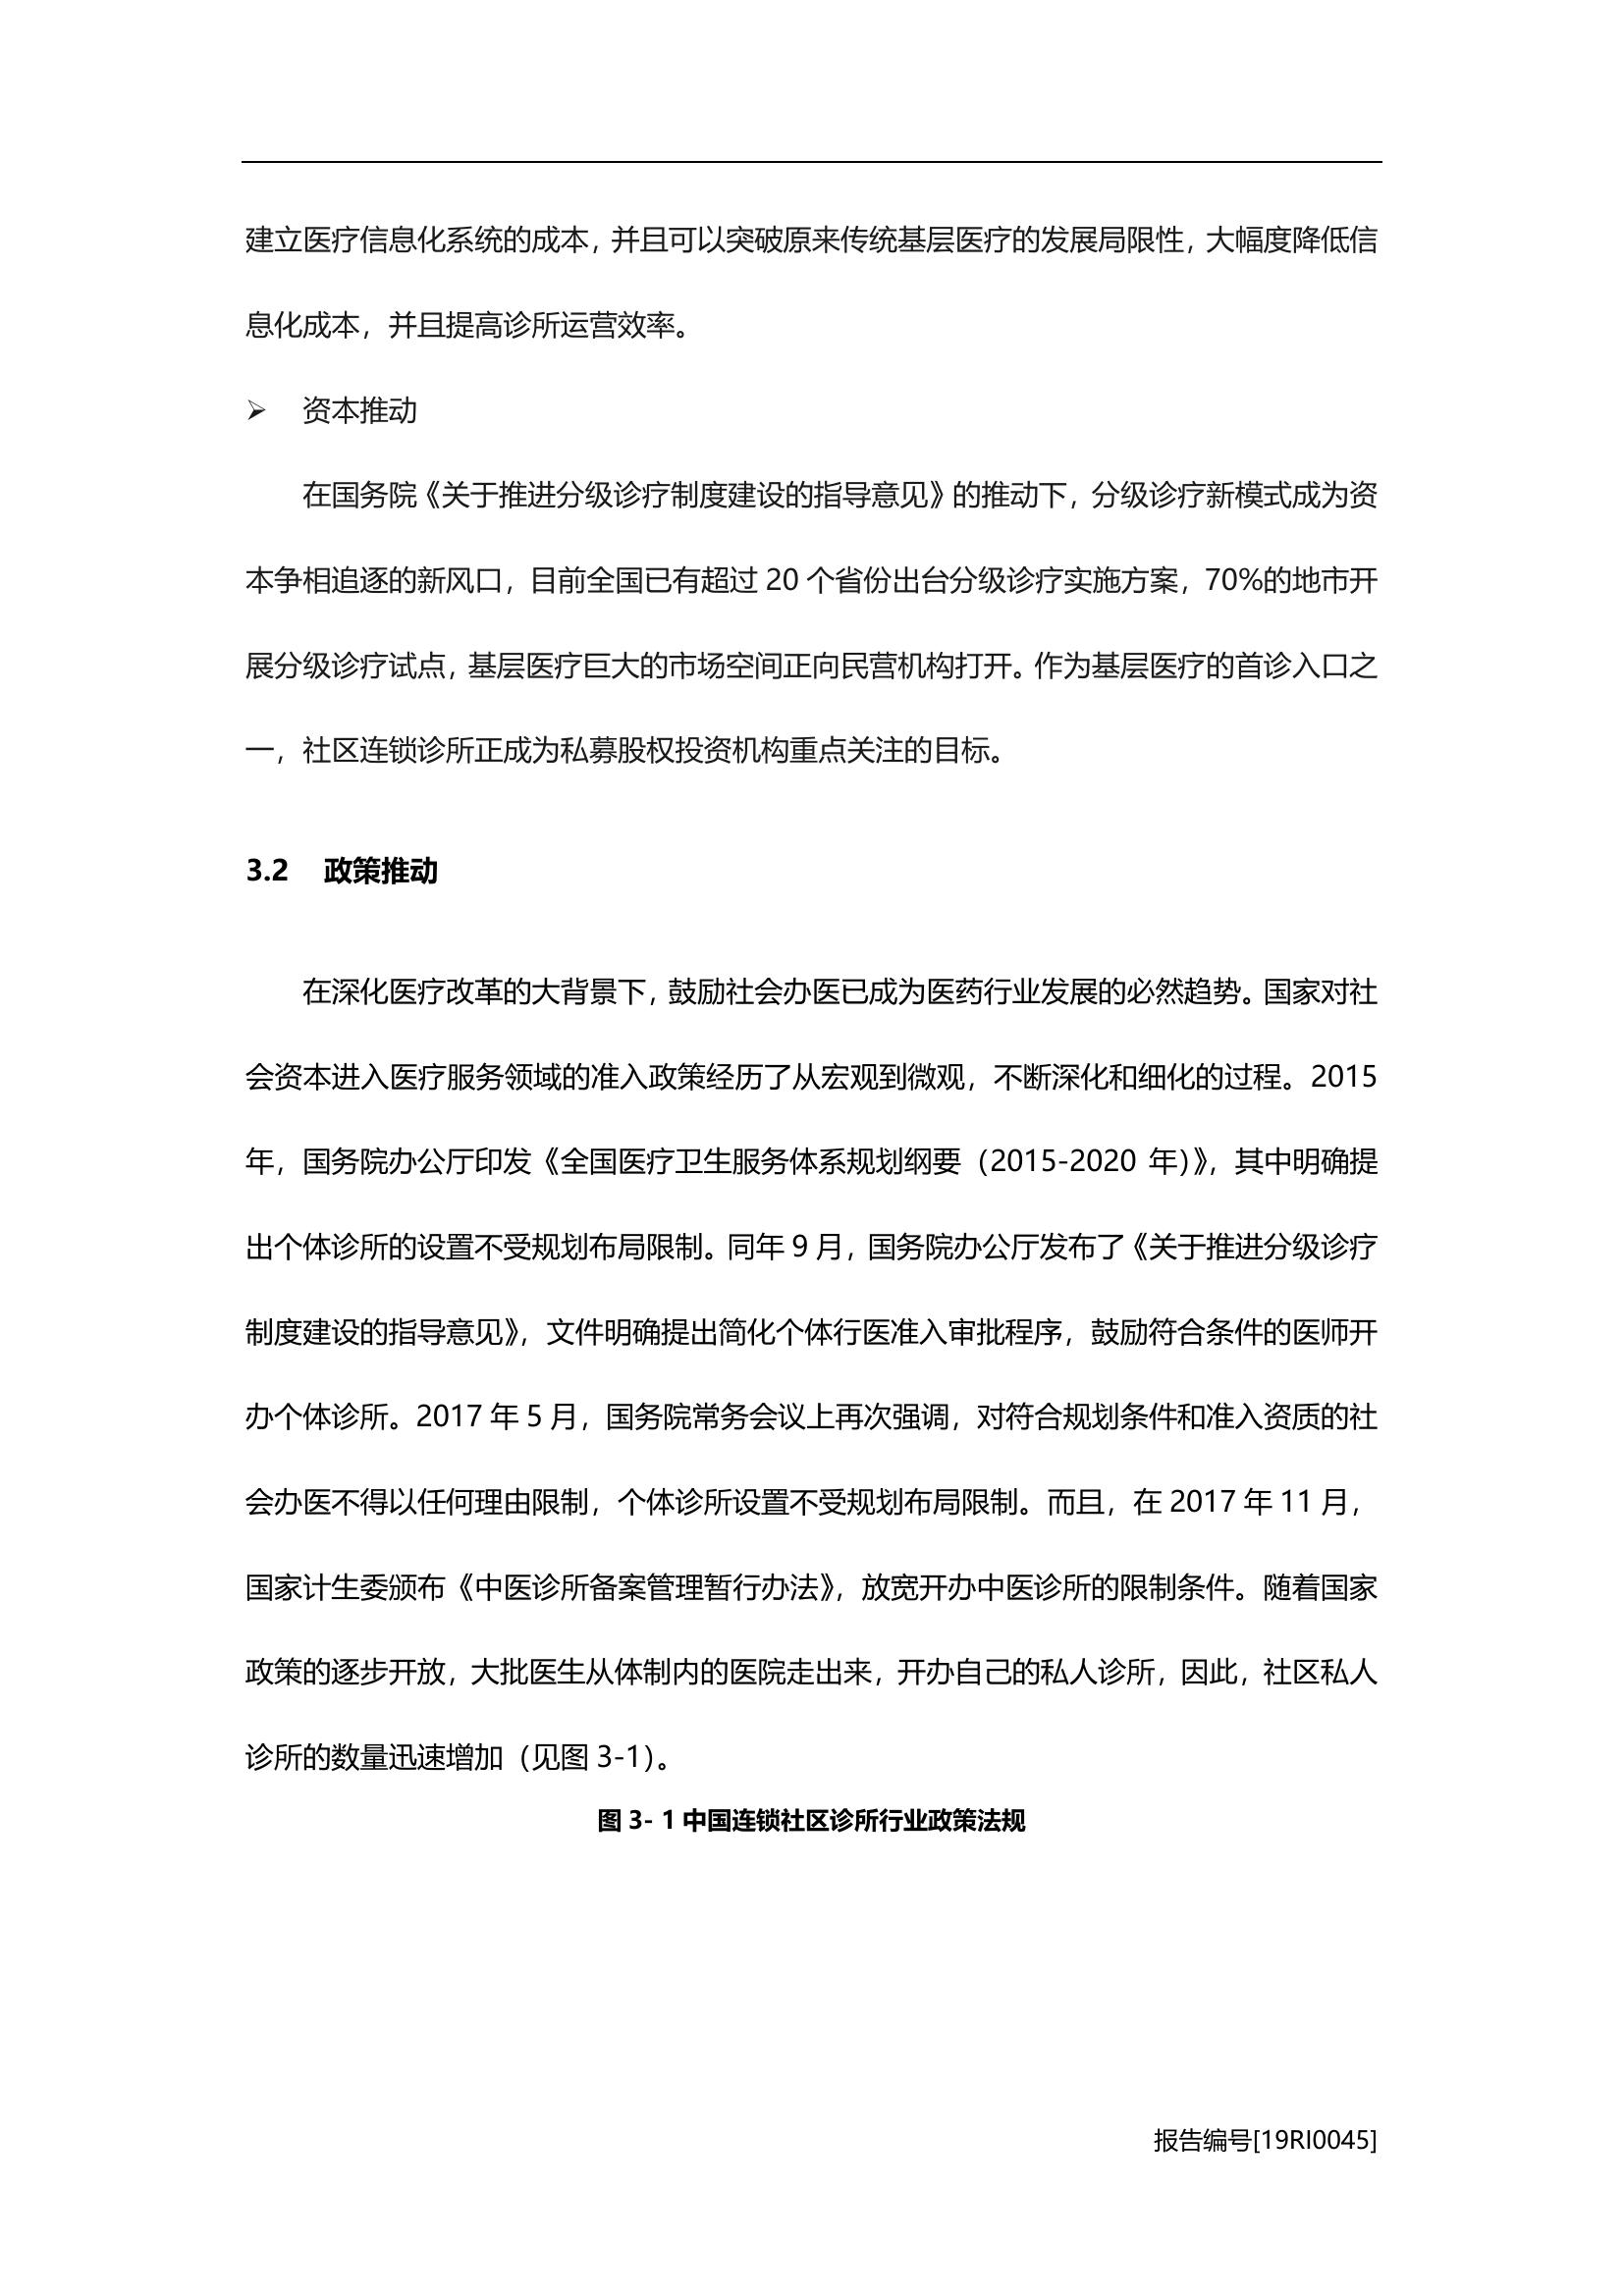 建立医疗信息化系统的成本，并且可以突破原来传统基层医疗的发展局限性，大幅度降低信
息化成本，并且提高诊所运营效率。
➢ 资本推动
在国务院《关于推进分级诊疗制度建设的指导意见》的推动下，分级诊疗新模式成为资
本争相追逐的新风口，目前全国已有超过 20 个省份出台分级诊疗实施方案，70%的地市开
展分级诊疗试点，基层医疗巨大的市场空间正向民营机构打开。作为基层医疗的首诊入口之
一，社区连锁诊所正成为私募股权投资机构重点关注的目标。
3.2 政策推动
在深化医疗改革的大背景下，鼓励社会办医已成为医药行业发展的必然趋势。国家对社
会资本进入医疗服务领域的准入政策经历了从宏观到微观，不断深化和细化的过程。2015
年，国务院办公厅印发《全国医疗卫生服务体系规划纲要（2015-2020 年）》，其中明确提
出个体诊所的设置不受规划布局限制。同年 9 月，国务院办公厅发布了《关于推进分级诊疗
制度建设的指导意见》，文件明确提出简化个体行医准入审批程序，鼓励符合条件的医师开
办个体诊所。2017 年 5 月，国务院常务会议上再次强调，对符合规划条件和准入资质的社
会办医不得以任何理由限制，个体诊所设置不受规划布局限制。而且，在 2017 年 11 月，
国家计生委颁布《中医诊所备案管理暂行办法》，放宽开办中医诊所的限制条件。随着国家
政策的逐步开放，大批医生从体制内的医院走出来，开办自己的私人诊所，因此，社区私人
诊所的数量迅速增加（见图 3-1）。
图 3- 1 中国连锁社区诊所行业政策法规
报告编号[19RI0045]